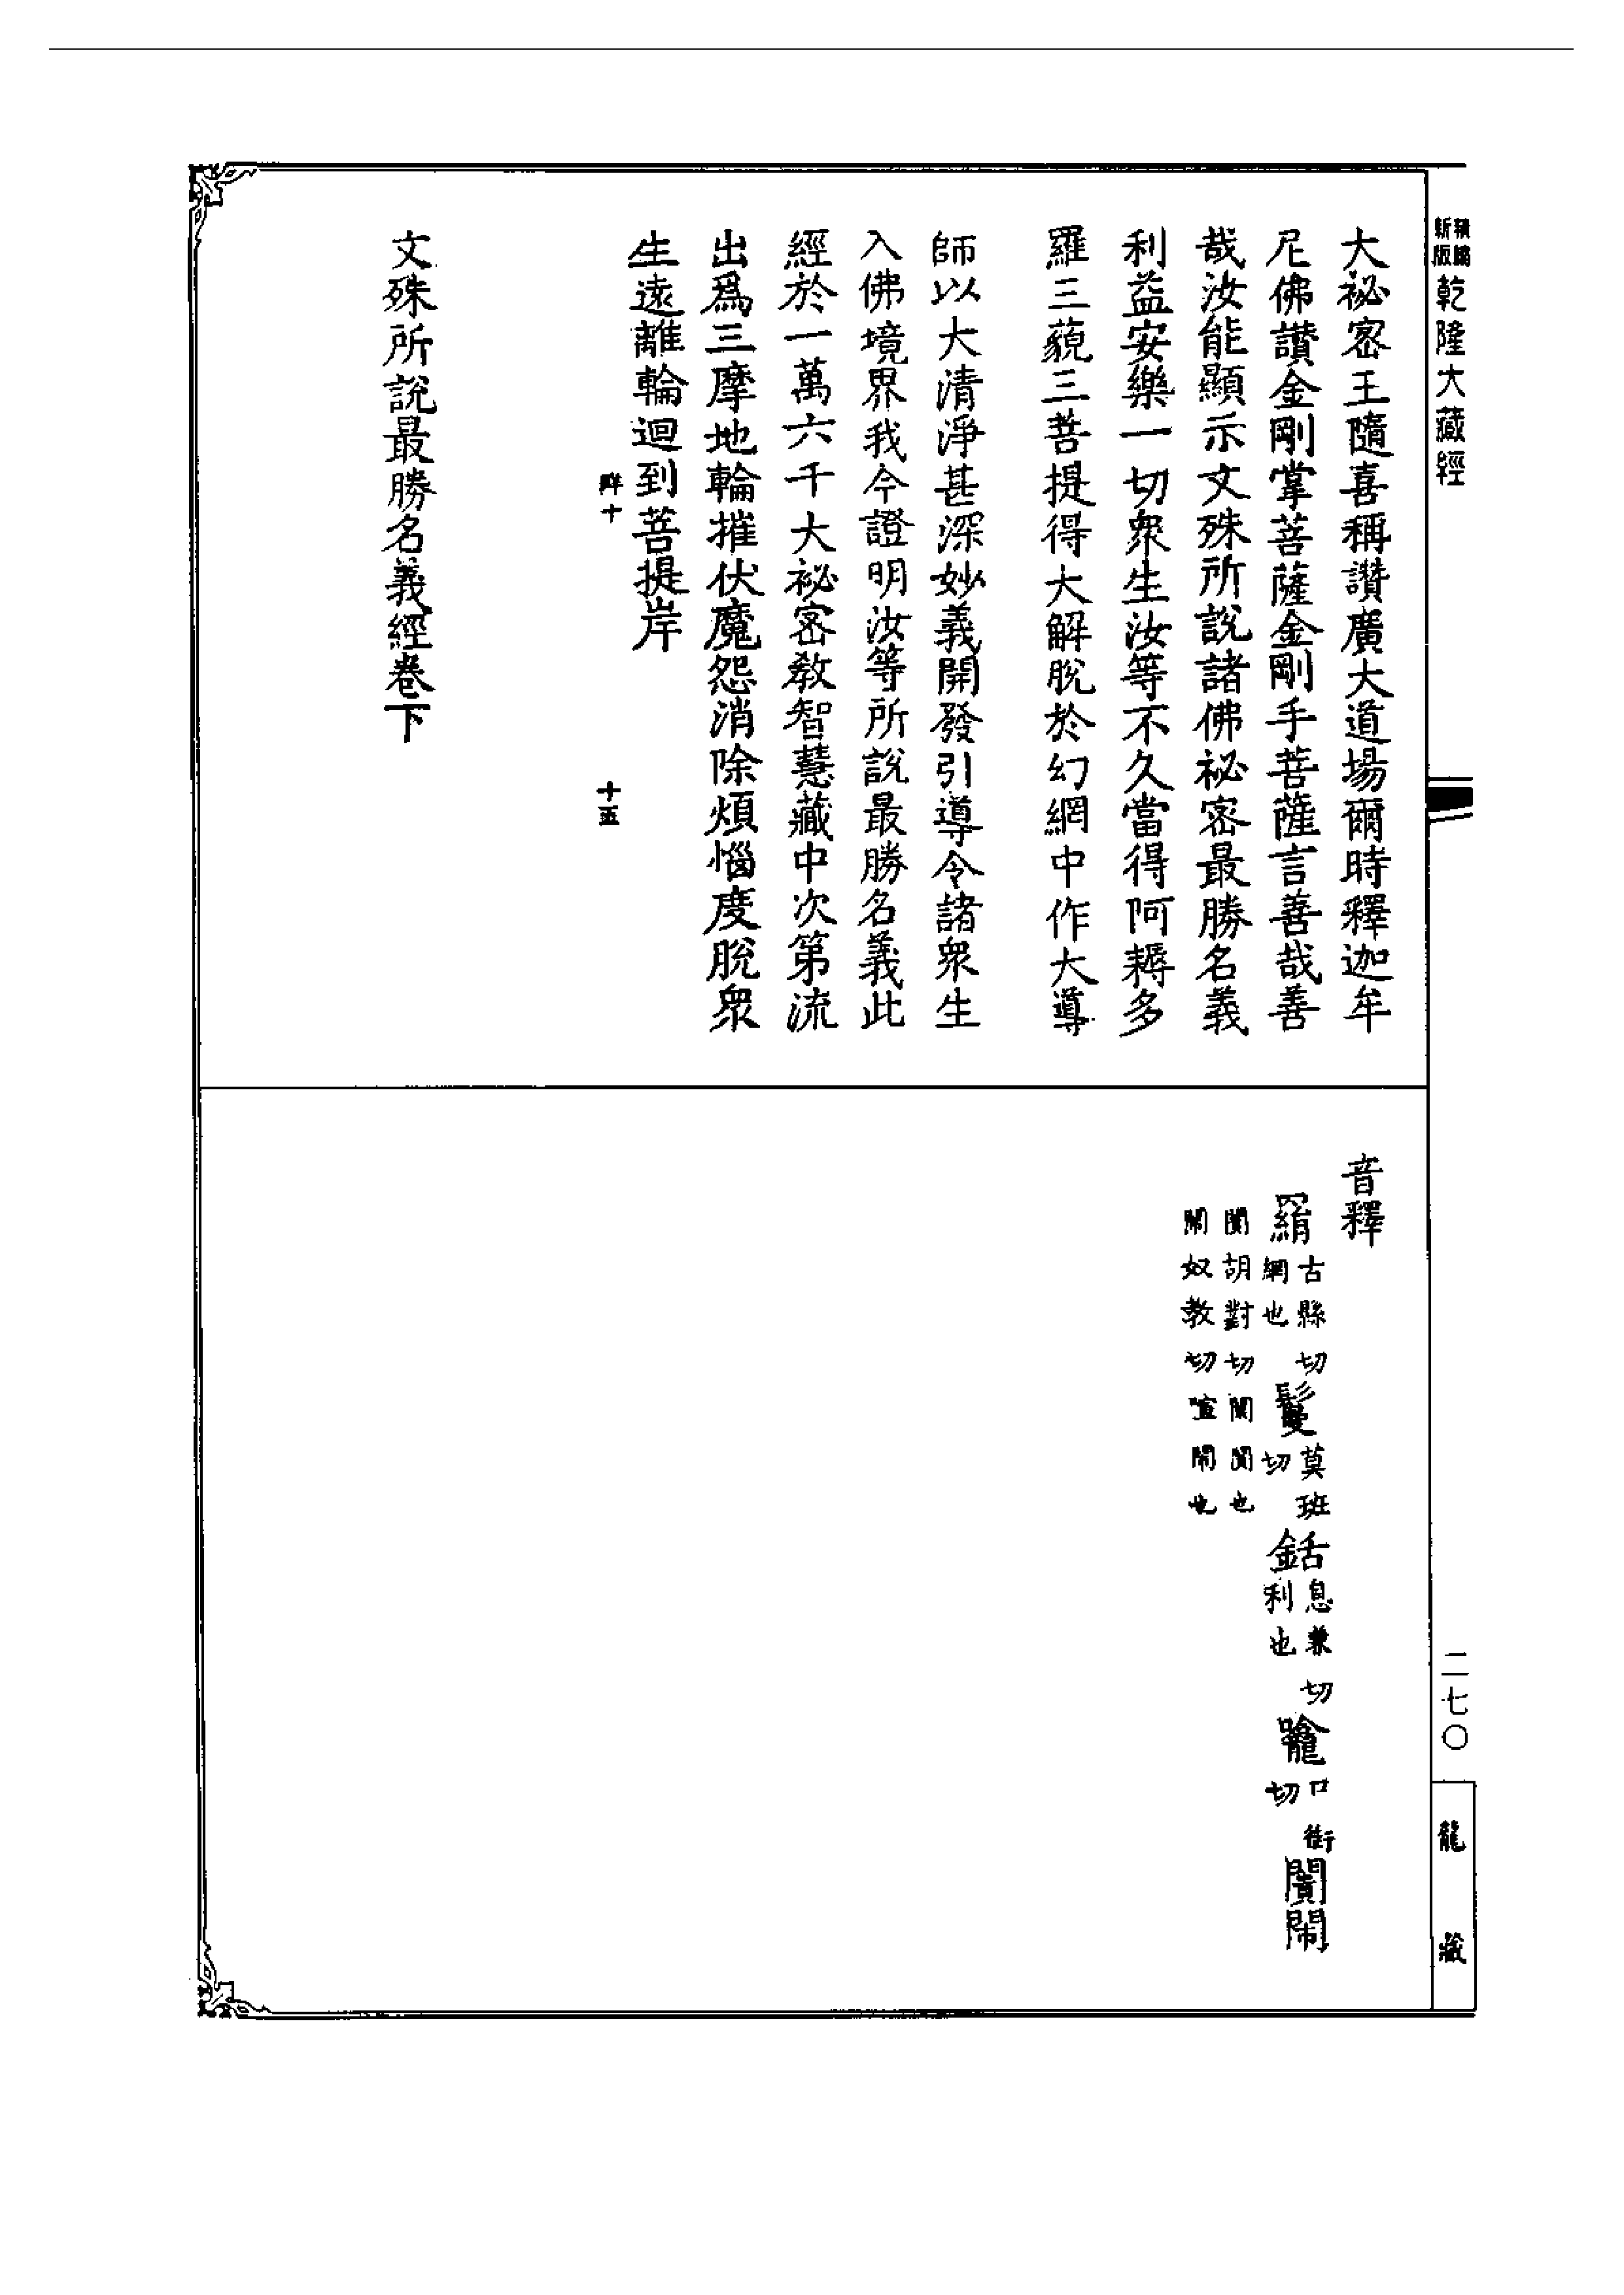 新編
新版
乾隆大藏經
大祕密王隨喜稱讚廣大道場爾時釋迦牟
尼佛讚金剛掌菩薩金剛手菩薩言善哉善
哉汝能顯示文殊所說諸佛祕密最勝名義
利益安樂一切衆生汝等不久當得阿耨多
羅三藐三菩提得大解脫於幻網中作大導
師以大清淨甚深妙義開發引導令諸衆生
入佛境界我今證明汝等所說最勝名義此
經於一萬六千大祕密教智慧藏中次第流
出爲三摩地輪摧伏魔怨消除煩惱度脫衆
生遠離輪迴到菩提岸
十 十五
文殊所說最勝名義經卷下
音釋
羂古縣切網也鬘莫班切銛息兼切利也龕口銜切闠闹
闠胡對切闤闠也
閙奴教切喧閙也
二七〇
龍藏